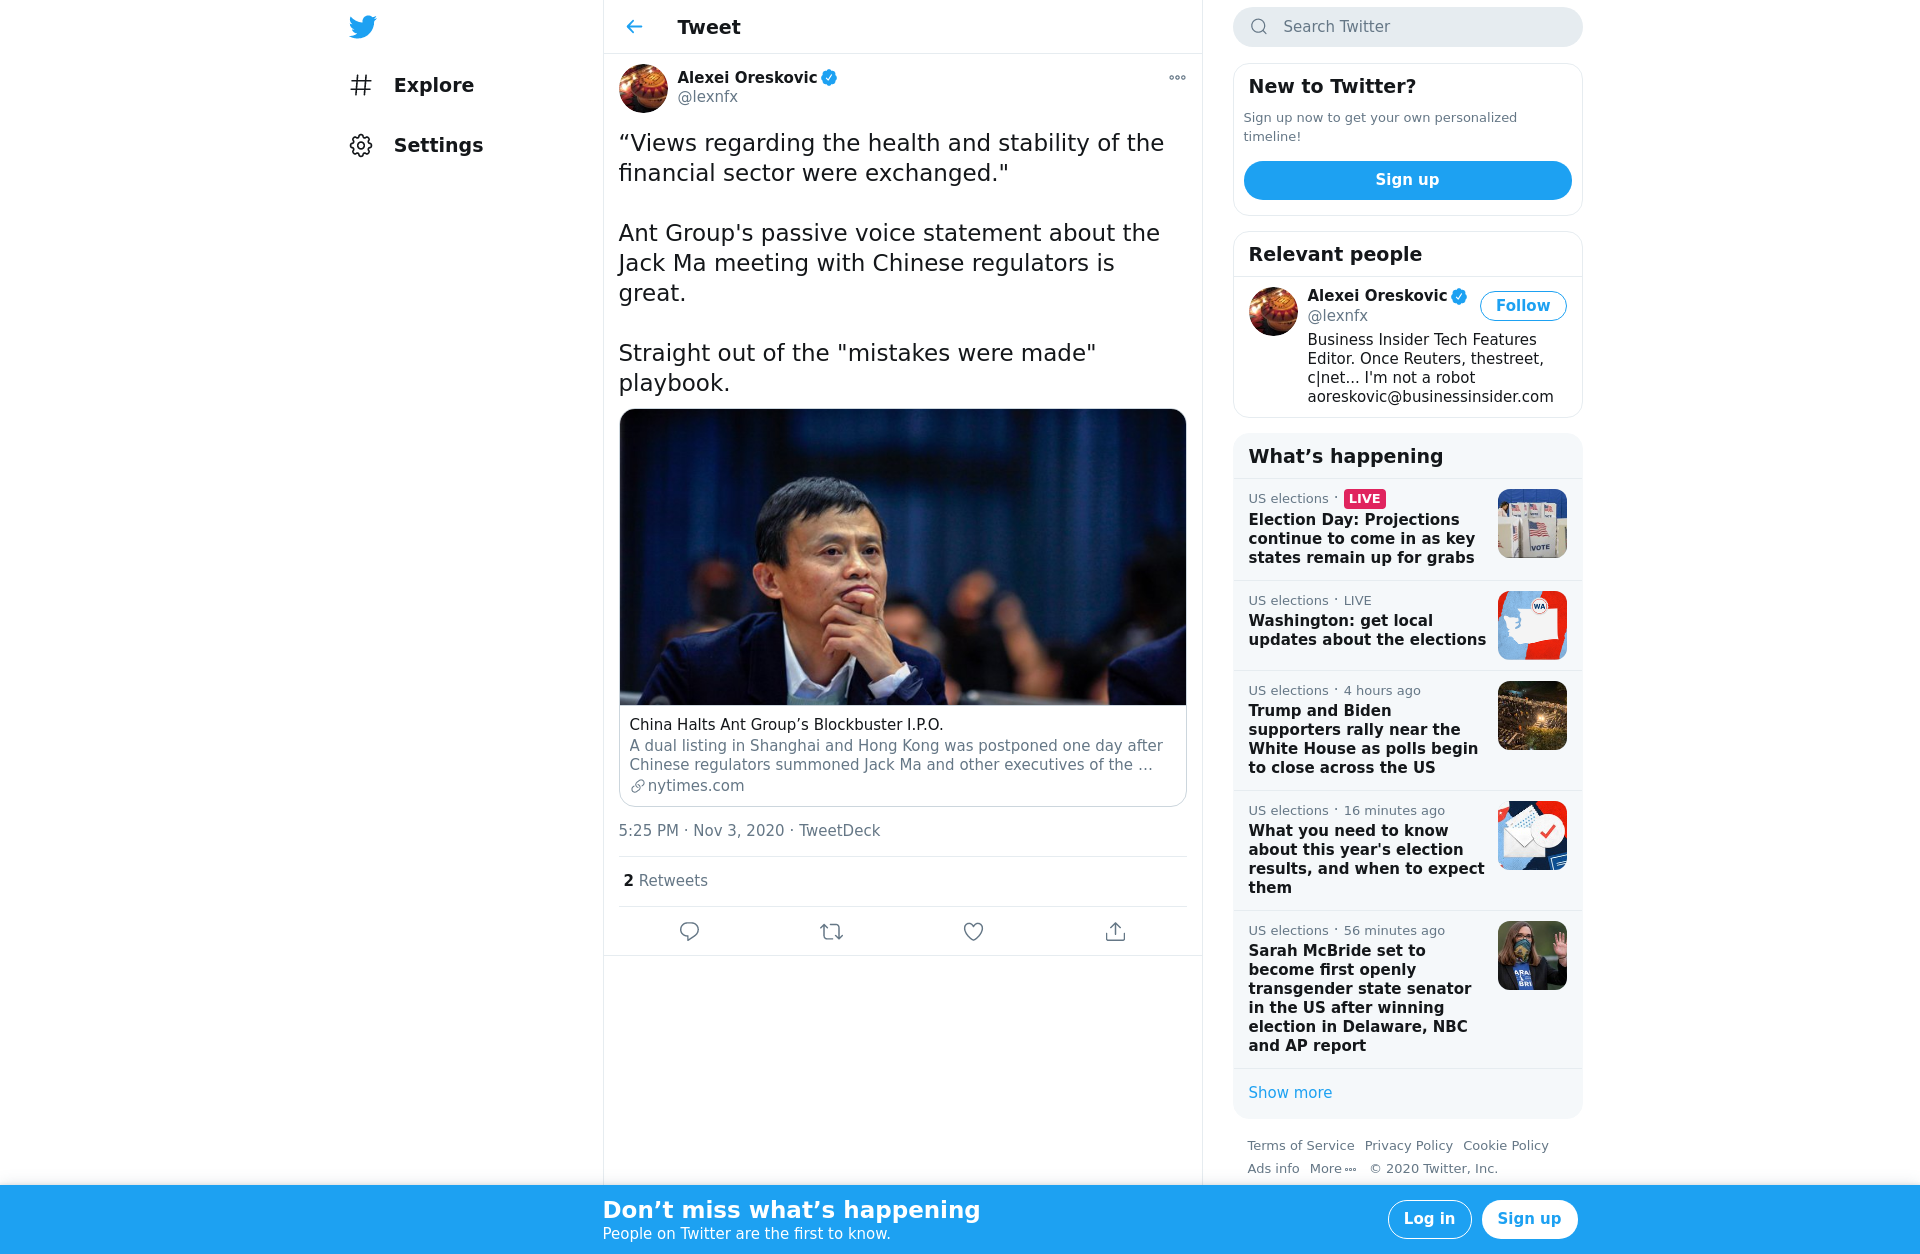 Explore
Settings
Tweet
Alexei Oreskovic
@lexnfx
“Views regarding the health and stability of the
financial sector were exchanged."
Ant Group's passive voice statement about the
Jack Ma meeting with Chinese regulators is
great.
Straight out of the "mistakes were made"
playbook.
China Halts Ant Group’s Blockbuster I.P.O.
A dual listing in Shanghai and Hong Kong was postponed one day after
Chinese regulators summoned Jack Ma and other executives of the …
nytimes.com
5:25 PM · Nov 3, 2020 · TweetDeck
2 Retweets
Search Twitter
New to Twitter?
Sign up now to get your own personalized
timeline!
Sign up
Relevant people
Alexei Oreskovic
@lexnfx
Follow
Business Insider Tech Features
Editor. Once Reuters, thestreet,
c|net... I'm not a robot
aoreskovic@businessinsider.com
What’s happening
US elections · LIVE
Election Day: Projections
continue to come in as key
states remain up for grabs
VOTE
US elections · LIVE
Washington: get local
updates about the elections
WA
US elections · 4 hours ago
Trump and Biden
supporters rally near the
White House as polls begin
to close across the US
US elections · 16 minutes ago
What you need to know
about this year's election
results, and when to expect
them
US elections · 56 minutes ago
Sarah McBride set to
become first openly
transgender state senator
in the US after winning
election in Delaware, NBC
and AP report
Show more
Terms of Service Privacy Policy Cookie Policy
Ads info More © 2020 Twitter, Inc.
Don’t miss what’s happening
People on Twitter are the first to know.
Log in
Sign up